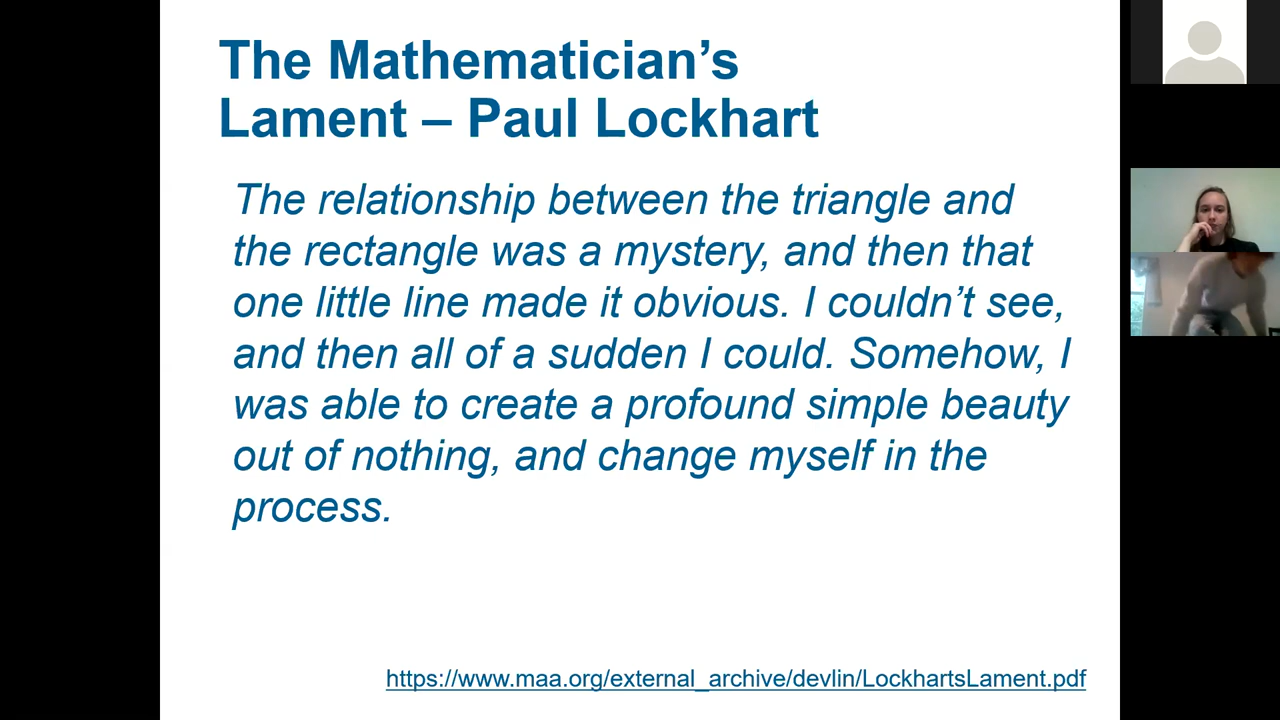 The Mathematician’s
Lament – Paul Lockhart
The relationship between the triangle and
the rectangle was a mystery, and then that
one little line made it obvious. I couldn’t see,
and then all of a sudden I could. Somehow, I
was able to create a profound simple beauty
out of nothing, and change myself in the
process.
https://www.maa.org/external_archive/devlin/LockhartsLament.pdf